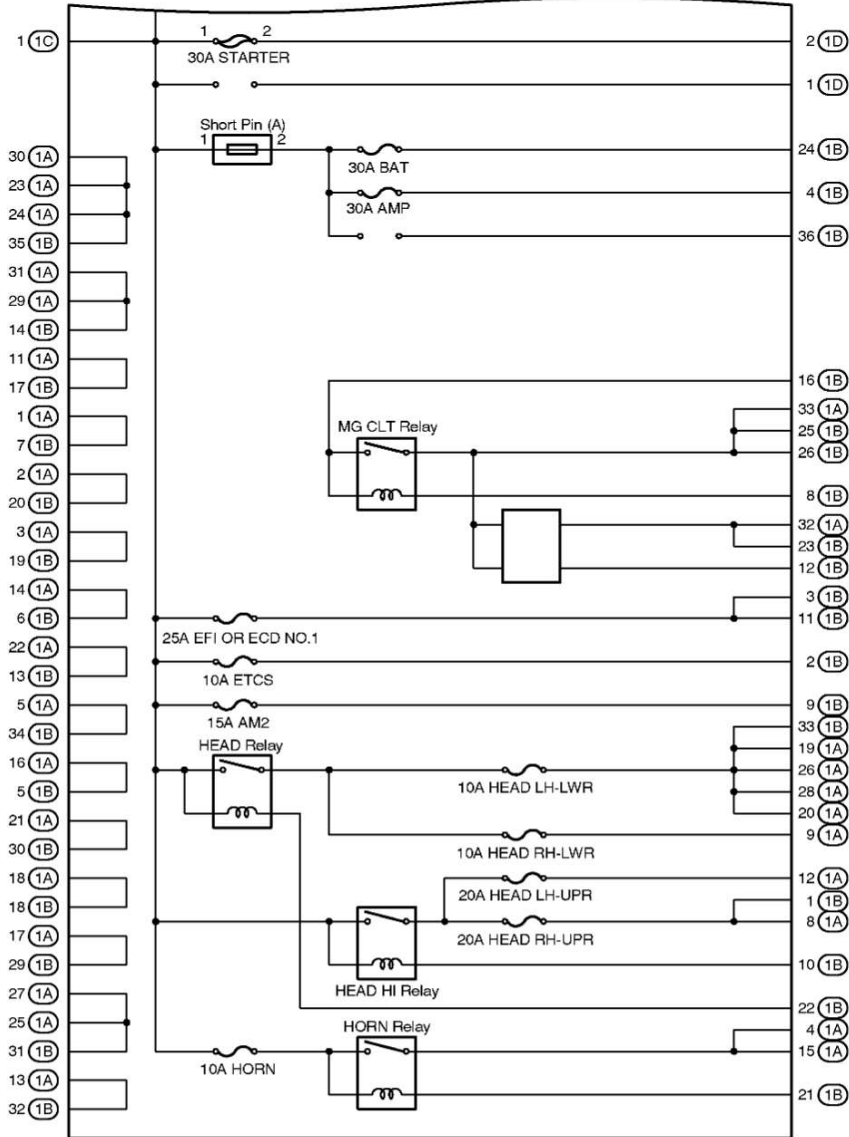 1 1C
1 2
30A STARTER
2 1D
1 1D
Short Pin (A)
1 2
30A BAT
24 1B
30A AMP
4 1B
36 1B
30 1A
23 1A
24 1A
35 1B
31 1A
29 1A
14 1B
11 1A
17 1B
1 1A
7 1B
2 1A
20 1B
3 1A
19 1B
14 1A
6 1B
22 1A
13 1B
5 1A
34 1B
16 1A
5 1B
21 1A
30 1B
18 1A
18 1B
17 1A
29 1B
27 1A
25 1A
31 1B
13 1A
32 1B
MG CLT Relay
16 1B
33 1A
25 1B
26 1B
8 1B
32 1A
23 1B
12 1B
3 1B
11 1B
25A EFI OR ECD NO.1
10A ETCS
2 1B
15A AM2
9 1B
HEAD Relay
33 1B
19 1A
26 1A
28 1A
20 1A
9 1A
10A HEAD LH-LWR
10A HEAD RH-LWR
20A HEAD LH-UPR
12 1A
1 1B
8 1A
20A HEAD RH-UPR
10 1B
HEAD HI Relay
22 1B
HORN Relay
4 1A
15 1A
10A HORN
21 1B